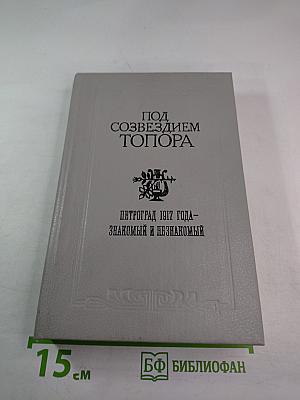 ПОД
СОЗВЕЗДИЕМ
ТОПОРА
ПЕТРОГРАД 1917 ГОДА—
ЗНАКОМЫЙ И НЕЗНАКОМЫЙ
15 см
БФ БИБЛИОФАН